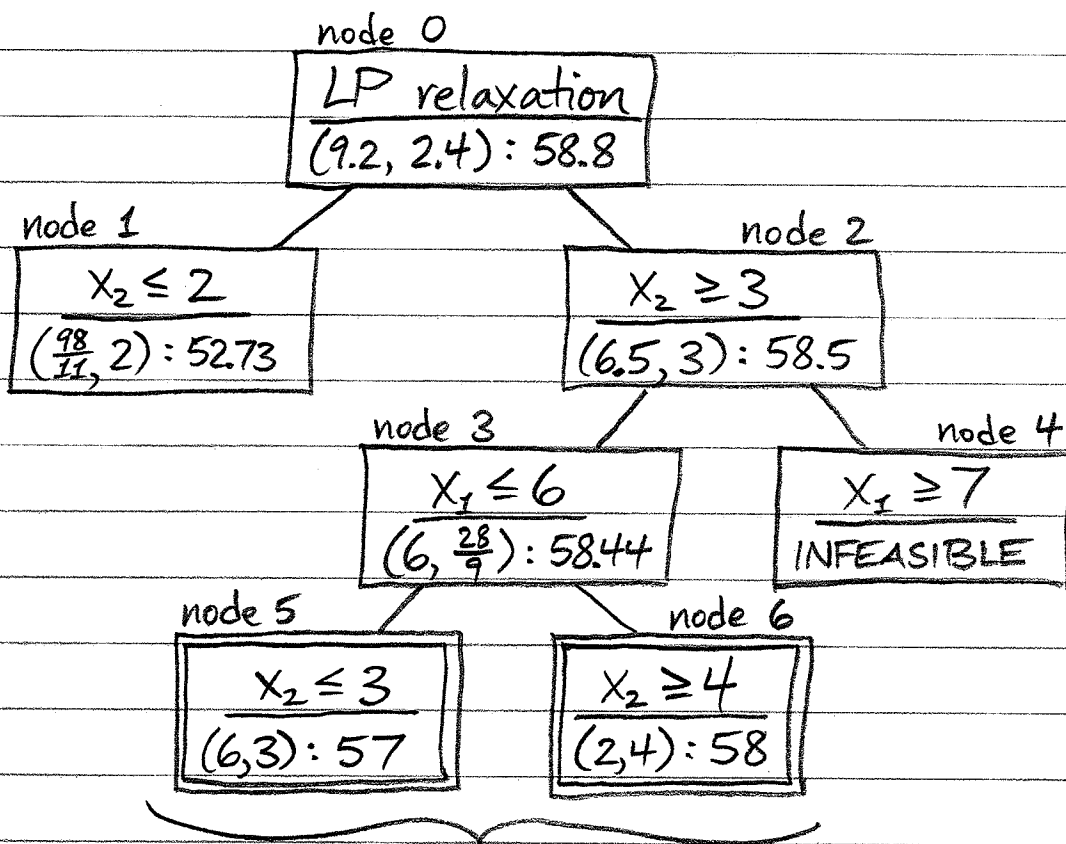 node 0
LP relaxation
(9.2, 2.4) : 58.8
node 1
X₂ ≤ 2
(98/11, 2) : 52.73
node 2
X₂ ≥ 3
(6.5, 3) : 58.5
node 3
X₁ ≤ 6
(6, 28/9) : 58.44
node 4
X₁ ≥ 7
INFEASIBLE
node 5
X₂ ≤ 3
(6,3) : 57
node 6
X₂ ≥ 4
(2,4) : 58